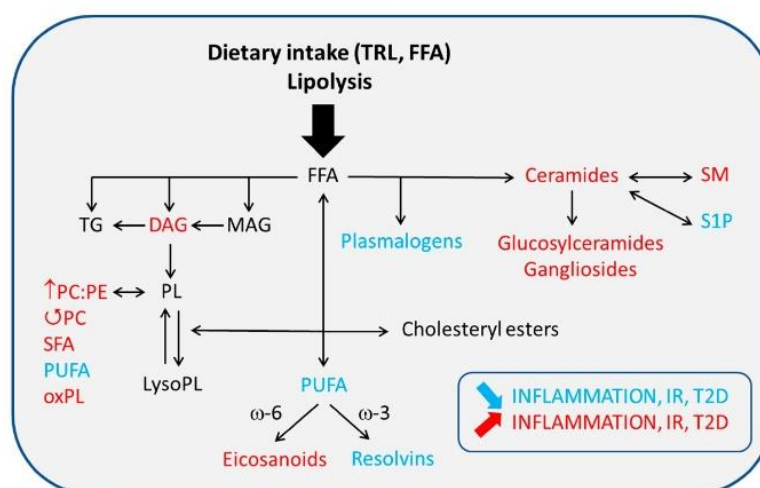 Dietary intake (TRL, FFA)
Lipolysis
FFA
Ceramides
SM
TG
DAG
MAG
Plasmalogens
S1P
Glucosylceramides
Gangliosides
↑PC:PE
PL
↺PC
SFA
PUFA
oxPL
LysoPL
Cholesteryl esters
PUFA
ω-6
ω-3
Eicosanoids
Resolvins
INFLAMMATION, IR, T2D
INFLAMMATION, IR, T2D